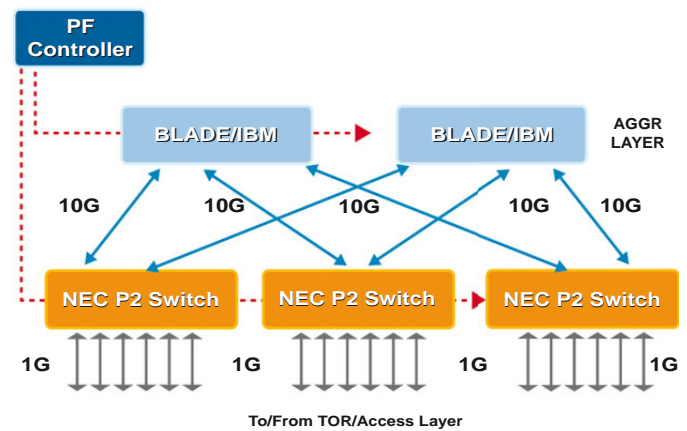 PF
Controller
BLADE/IBM
BLADE/IBM
AGGR
LAYER
10G
10G
10G
10G
10G
NEC P2 Switch
NEC P2 Switch
NEC P2 Switch
1G
1G
1G
1G
To/From TOR/Access Layer